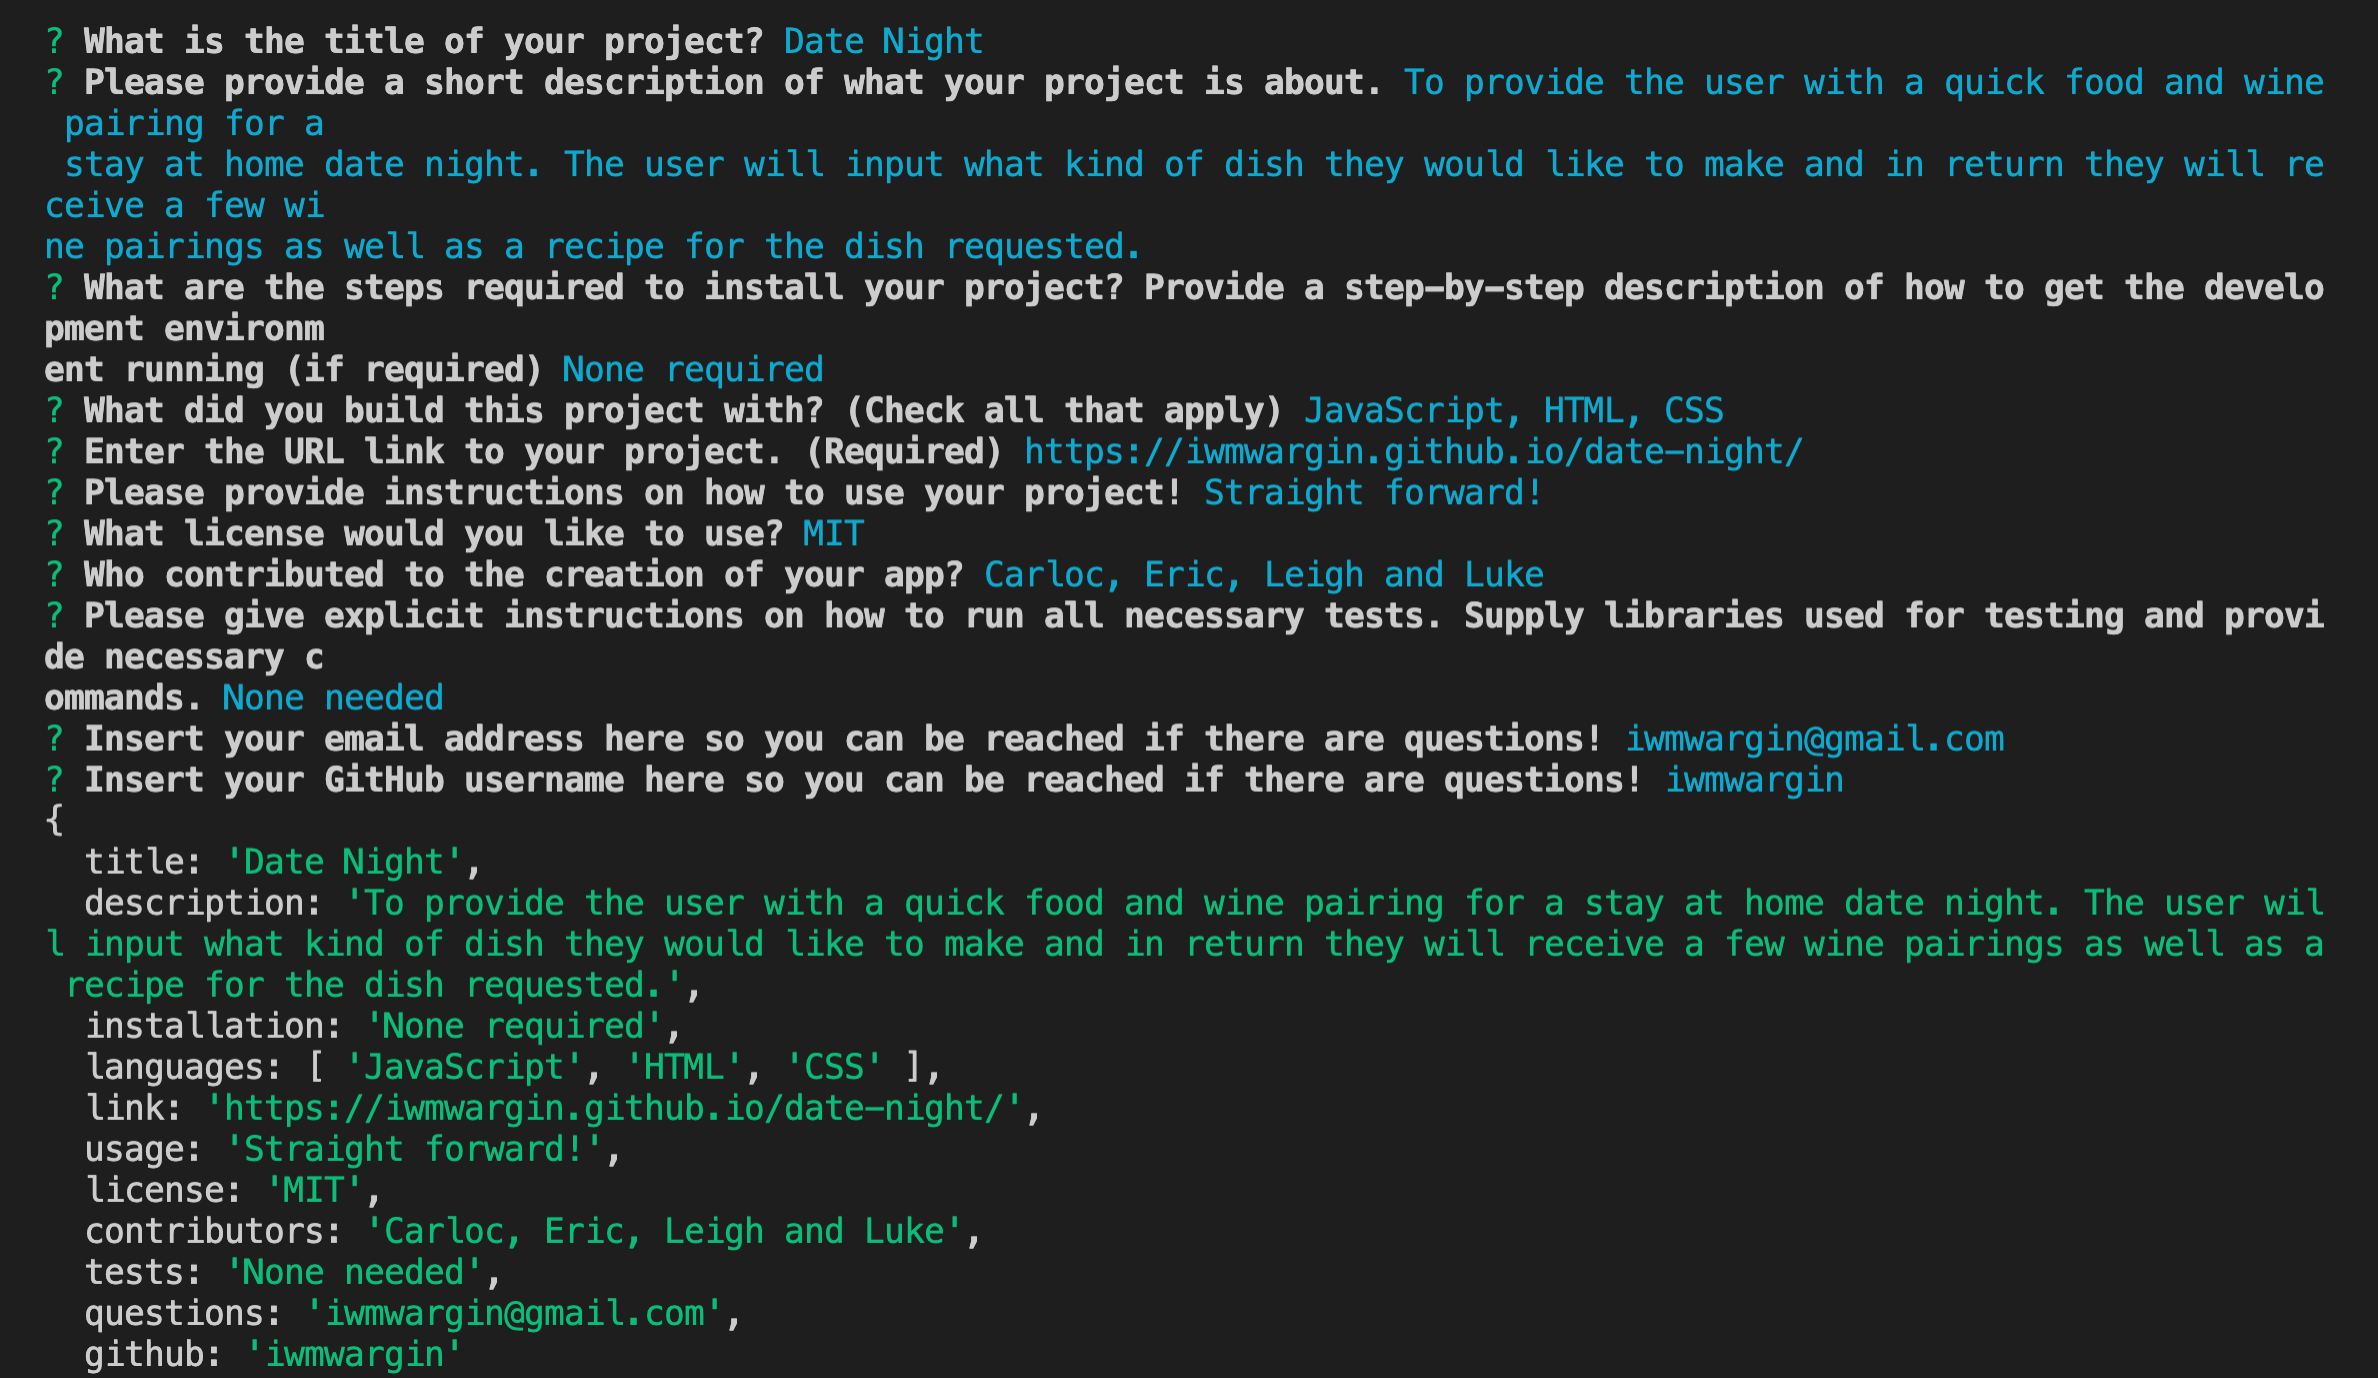 ? What is the title of your project? Date Night
? Please provide a short description of what your project is about. To provide the user with a quick food and wine
 pairing for a
 stay at home date night. The user will input what kind of dish they would like to make and in return they will re
ceive a few wi
ne pairings as well as a recipe for the dish requested.
? What are the steps required to install your project? Provide a step-by-step description of how to get the develo
pment environm
ent running (if required) None required
? What did you build this project with? (Check all that apply) JavaScript, HTML, CSS
? Enter the URL link to your project. (Required) https://iwmwargin.github.io/date-night/
? Please provide instructions on how to use your project! Straight forward!
? What license would you like to use? MIT
? Who contributed to the creation of your app? Carloc, Eric, Leigh and Luke
? Please give explicit instructions on how to run all necessary tests. Supply libraries used for testing and provi
de necessary c
ommands. None needed
? Insert your email address here so you can be reached if there are questions! iwmwargin@gmail.com
? Insert your GitHub username here so you can be reached if there are questions! iwmwargin
{
  title: 'Date Night',
  description: 'To provide the user with a quick food and wine pairing for a stay at home date night. The user wil
l input what kind of dish they would like to make and in return they will receive a few wine pairings as well as a
 recipe for the dish requested.',
  installation: 'None required',
  languages: [ 'JavaScript', 'HTML', 'CSS' ],
  link: 'https://iwmwargin.github.io/date-night/',
  usage: 'Straight forward!',
  license: 'MIT',
  contributors: 'Carloc, Eric, Leigh and Luke',
  tests: 'None needed',
  questions: 'iwmwargin@gmail.com',
  github: 'iwmwargin'